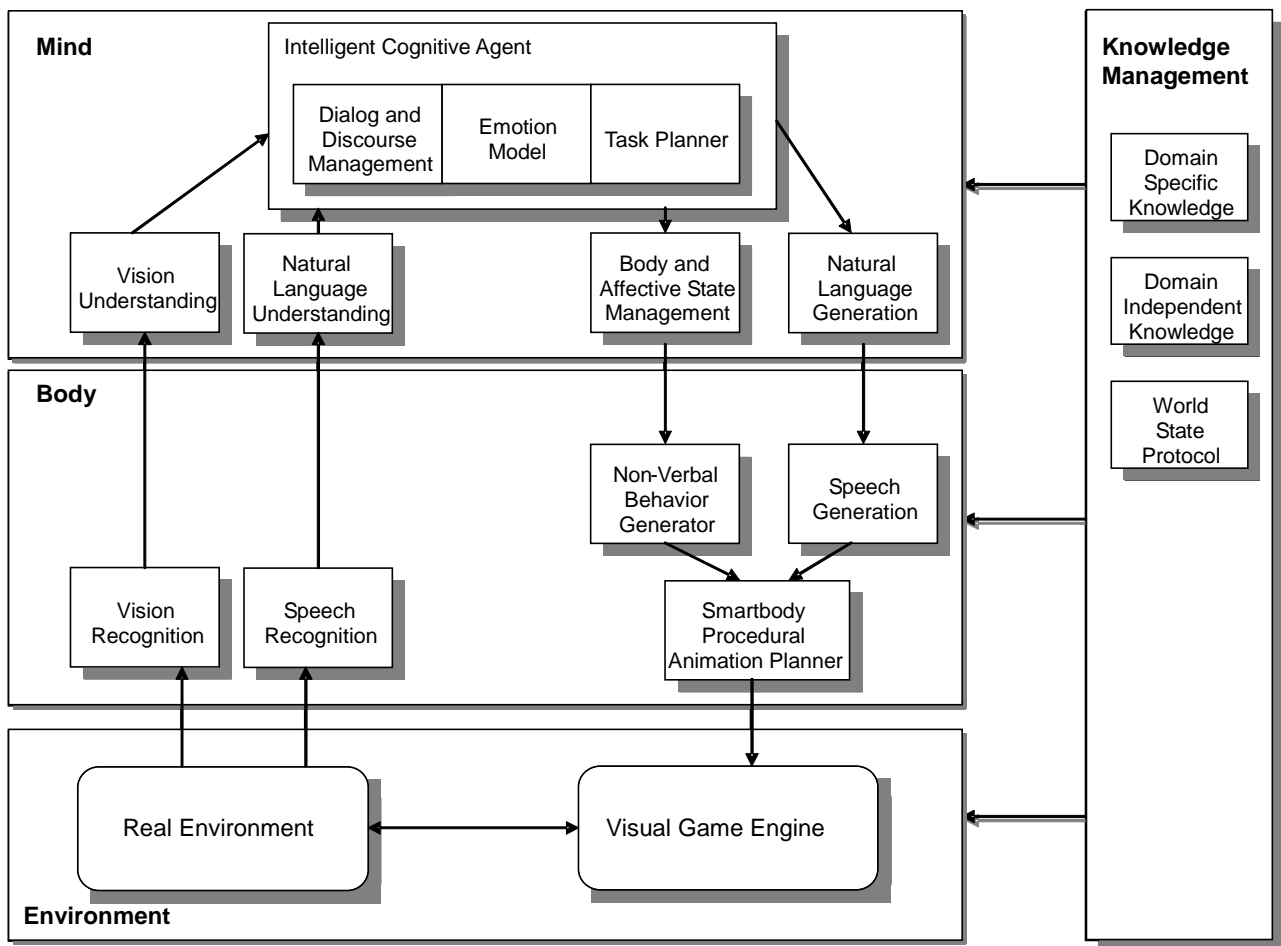 Mind
Intelligent Cognitive Agent
Dialog and
Discourse
Management
Emotion
Model
Task Planner
Vision
Understanding
Natural
Language
Understanding
Body and
Affective State
Management
Natural
Language
Generation
Body
Non-Verbal
Behavior
Generator
Speech
Generation
Vision
Recognition
Speech
Recognition
Smartbody
Procedural
Animation Planner
Real Environment
Visual Game Engine
Environment
Knowledge
Management
Domain
Specific
Knowledge
Domain
Independent
Knowledge
World
State
Protocol